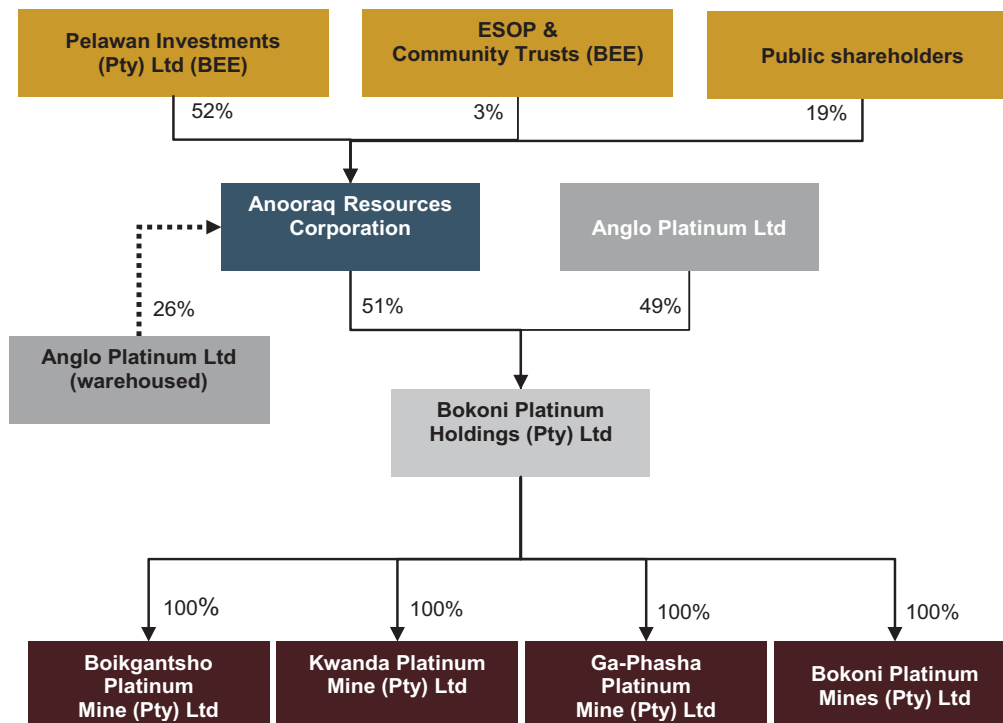 Pelawan Investments
(Pty) Ltd (BEE)
ESOP &
Community Trusts (BEE)
Public shareholders
52%
3%
19%
Anooraq Resources
Corporation
Anglo Platinum Ltd
26%
51%
49%
Anglo Platinum Ltd
(warehoused)
Bokoni Platinum
Holdings (Pty) Ltd
100%
100%
100%
100%
Boikgantsho
Platinum
Mine (Pty) Ltd
Kwanda Platinum
Mine (Pty) Ltd
Ga-Phasha
Platinum
Mine (Pty) Ltd
Bokoni Platinum
Mines (Pty) Ltd